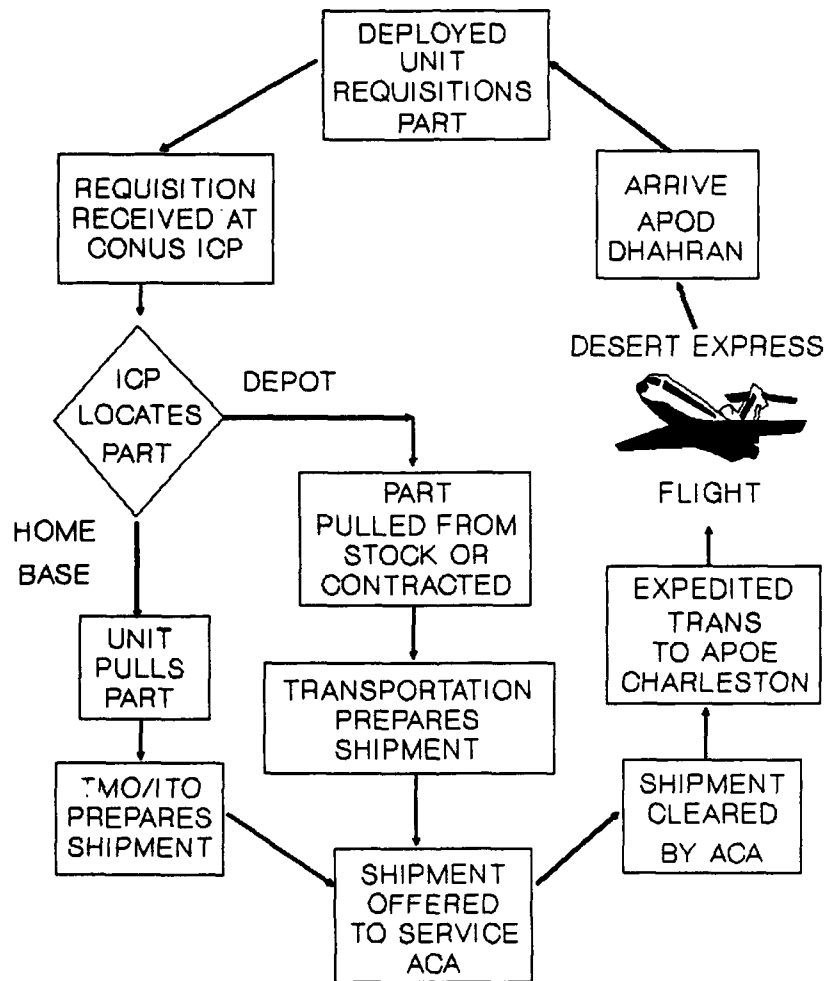 DEPLOYED
UNIT
REQUISITIONS
PART
REQUISITION
RECEIVED AT
CONUS ICP
ICP
LOCATES
PART
DEPOT
HOME
BASE
UNIT
PULLS
PART
TMO/ITO
PREPARES
SHIPMENT
PART
PULLED FROM
STOCK OR
CONTRACTED
TRANSPORTATION
PREPARES
SHIPMENT
SHIPMENT
OFFERED
TO SERVICE
ACA
SHIPMENT
CLEARED
BY ACA
EXPEDITED
TRANS
TO APOE
CHARLESTON
DESERT EXPRESS
FLIGHT
ARRIVE
APOD
DHAHRAN